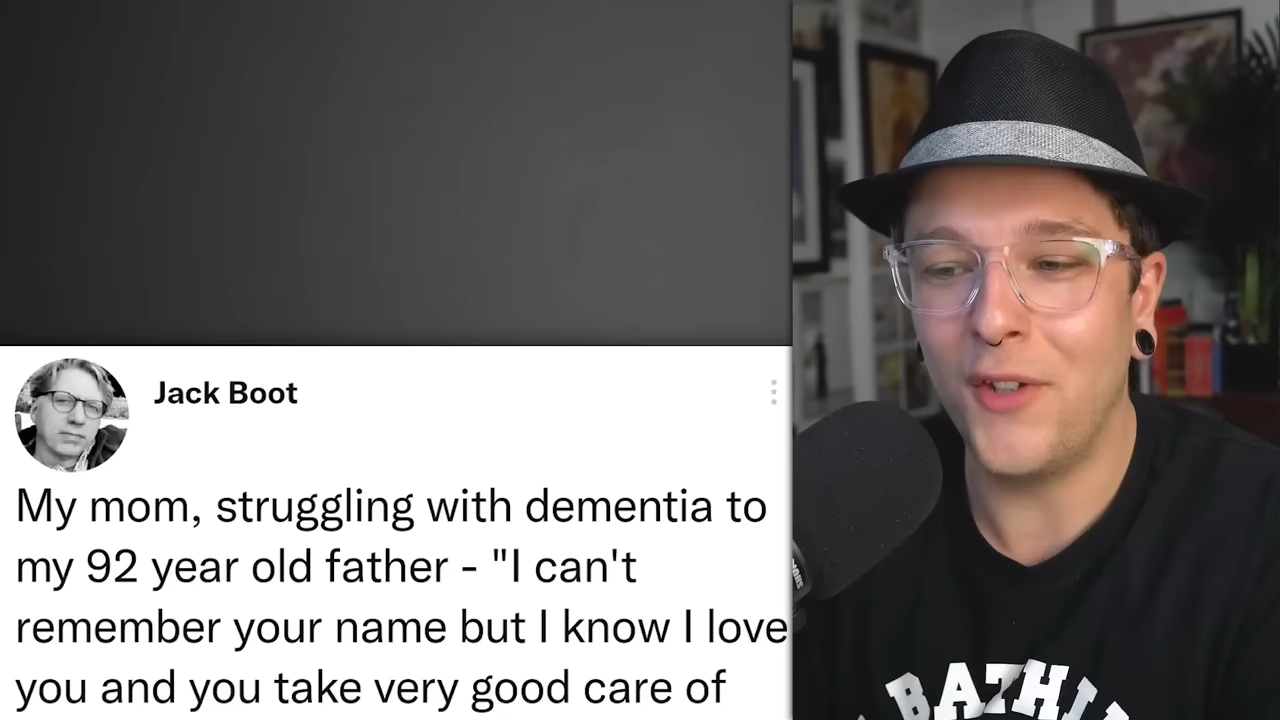 Jack Boot
My mom, struggling with dementia to
my 92 year old father - "I can't
remember your name but I know I love
you and you take very good care of